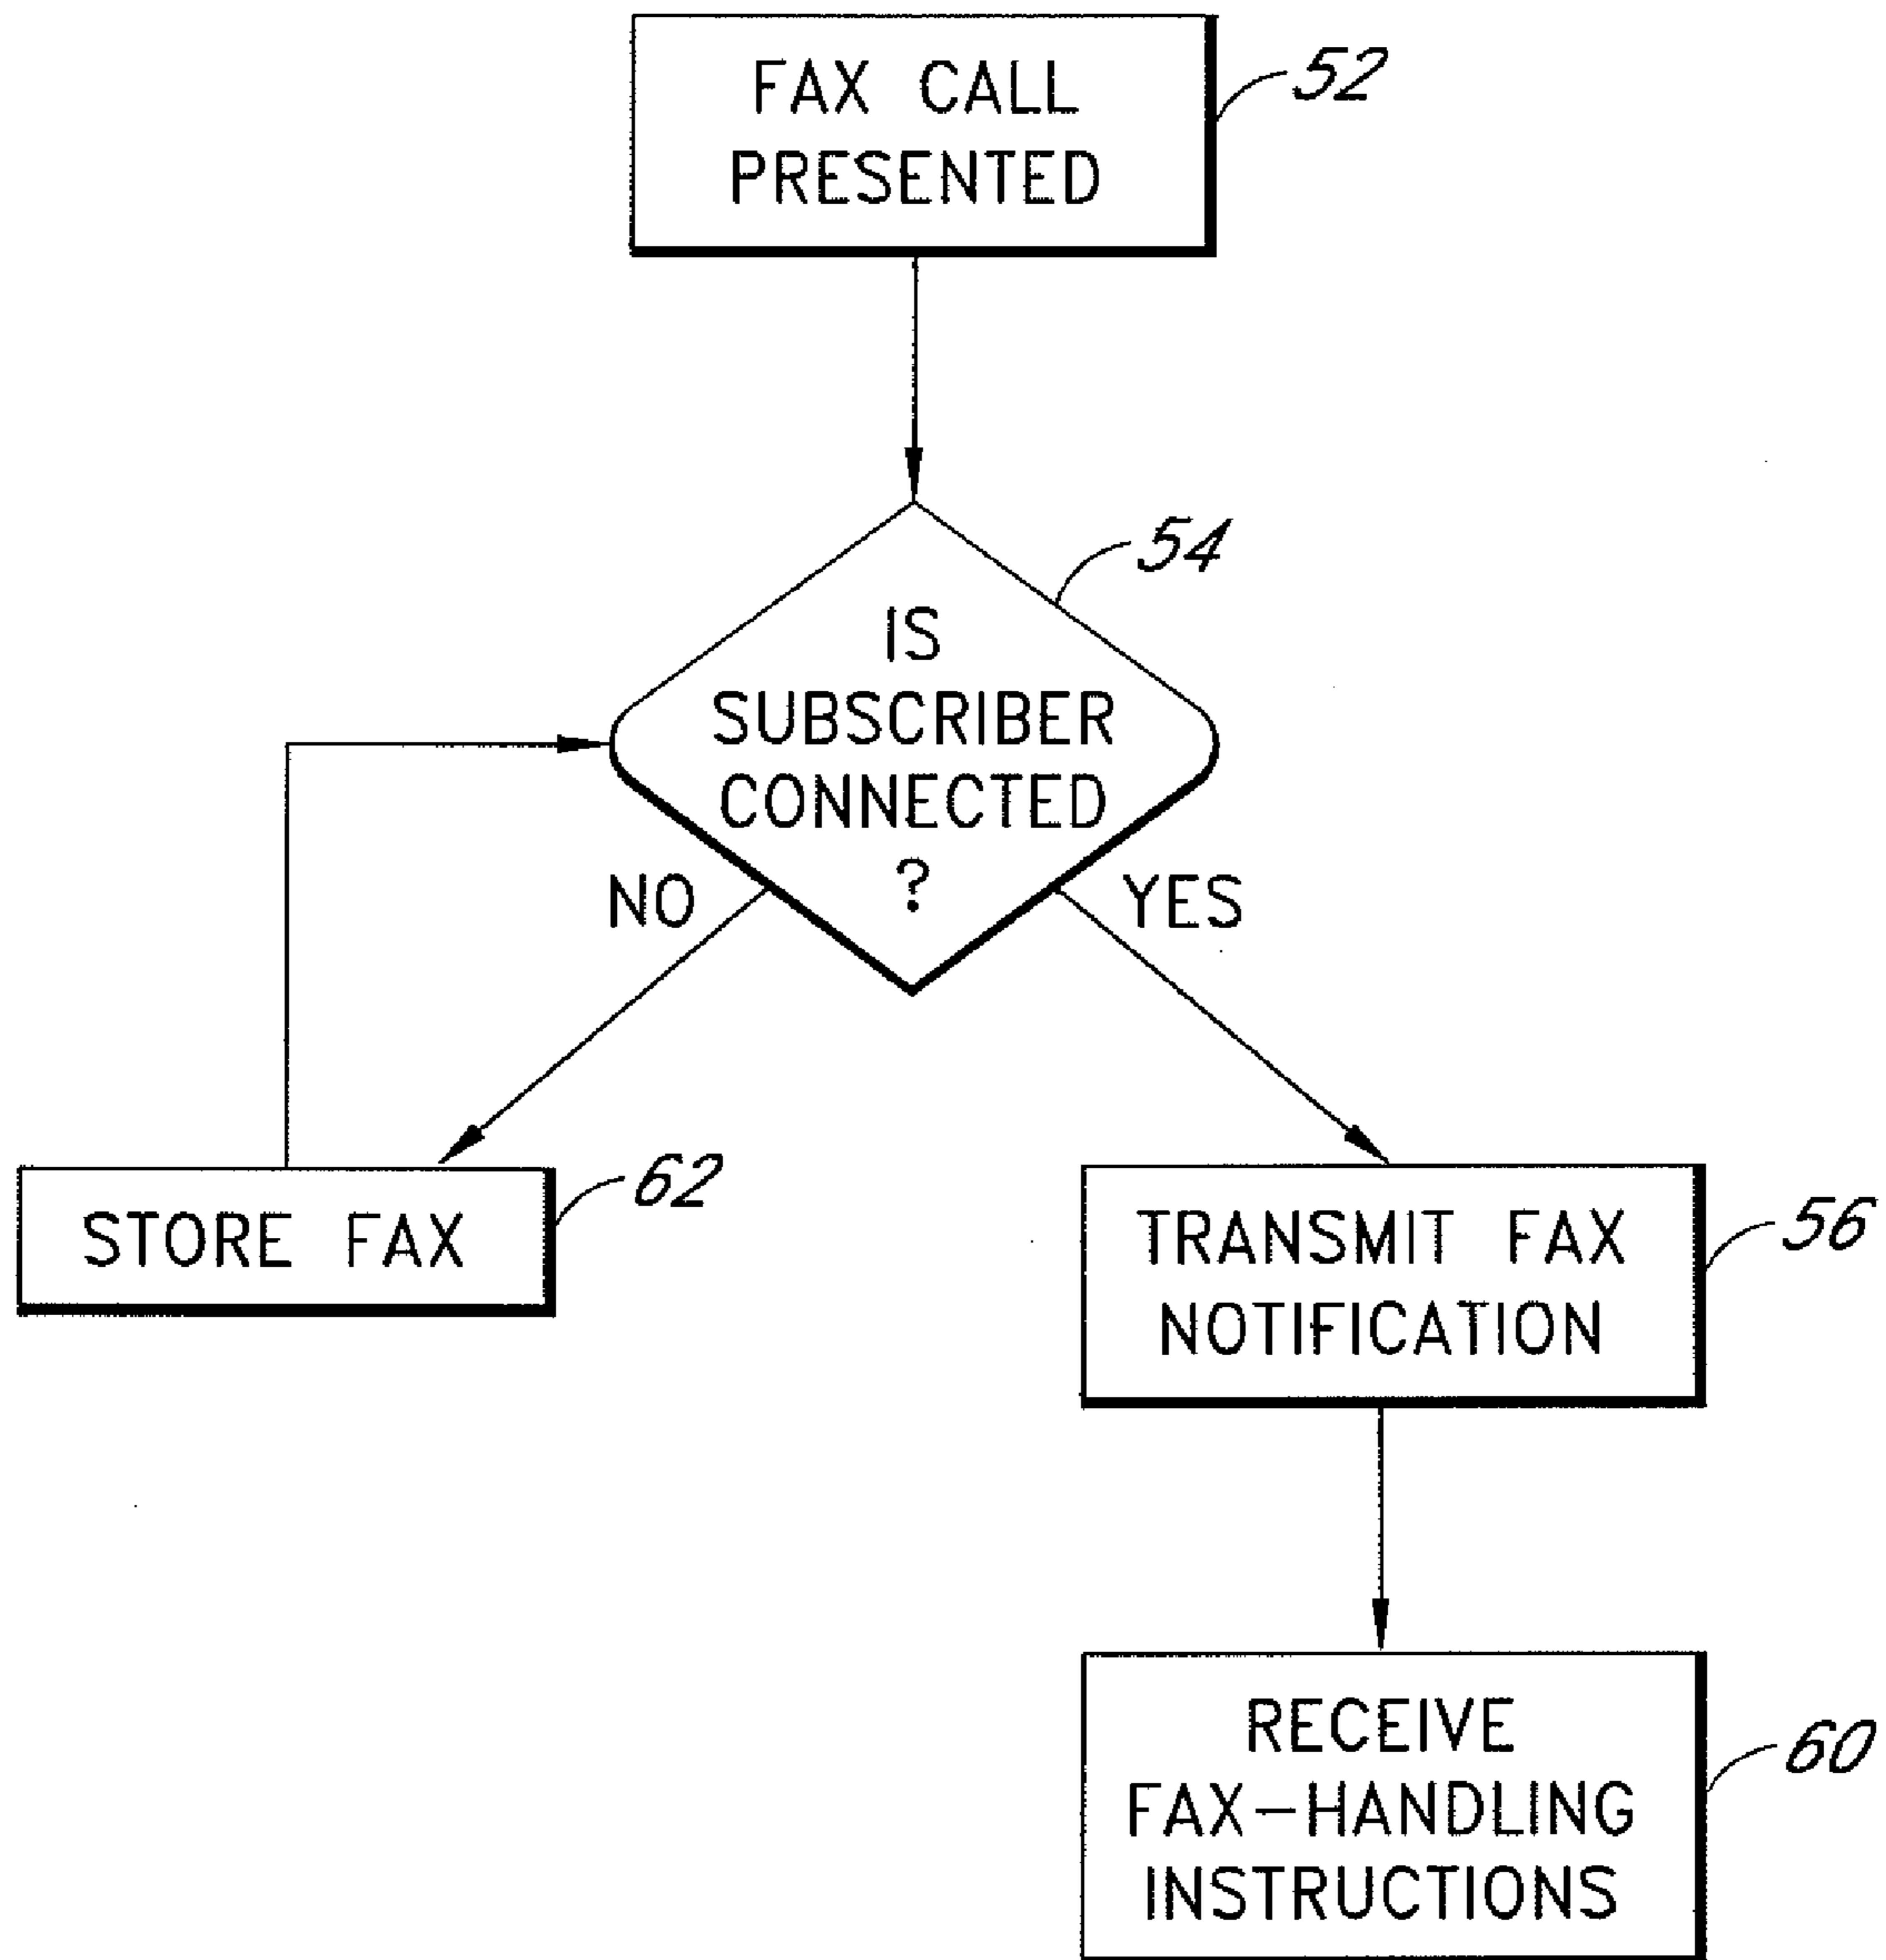 FAX CALL
PRESENTED
52
54
IS
SUBSCRIBER
CONNECTED
?
NO
YES
STORE FAX
62
TRANSMIT FAX
NOTIFICATION
56
RECEIVE
FAX-HANDLING
INSTRUCTIONS
60